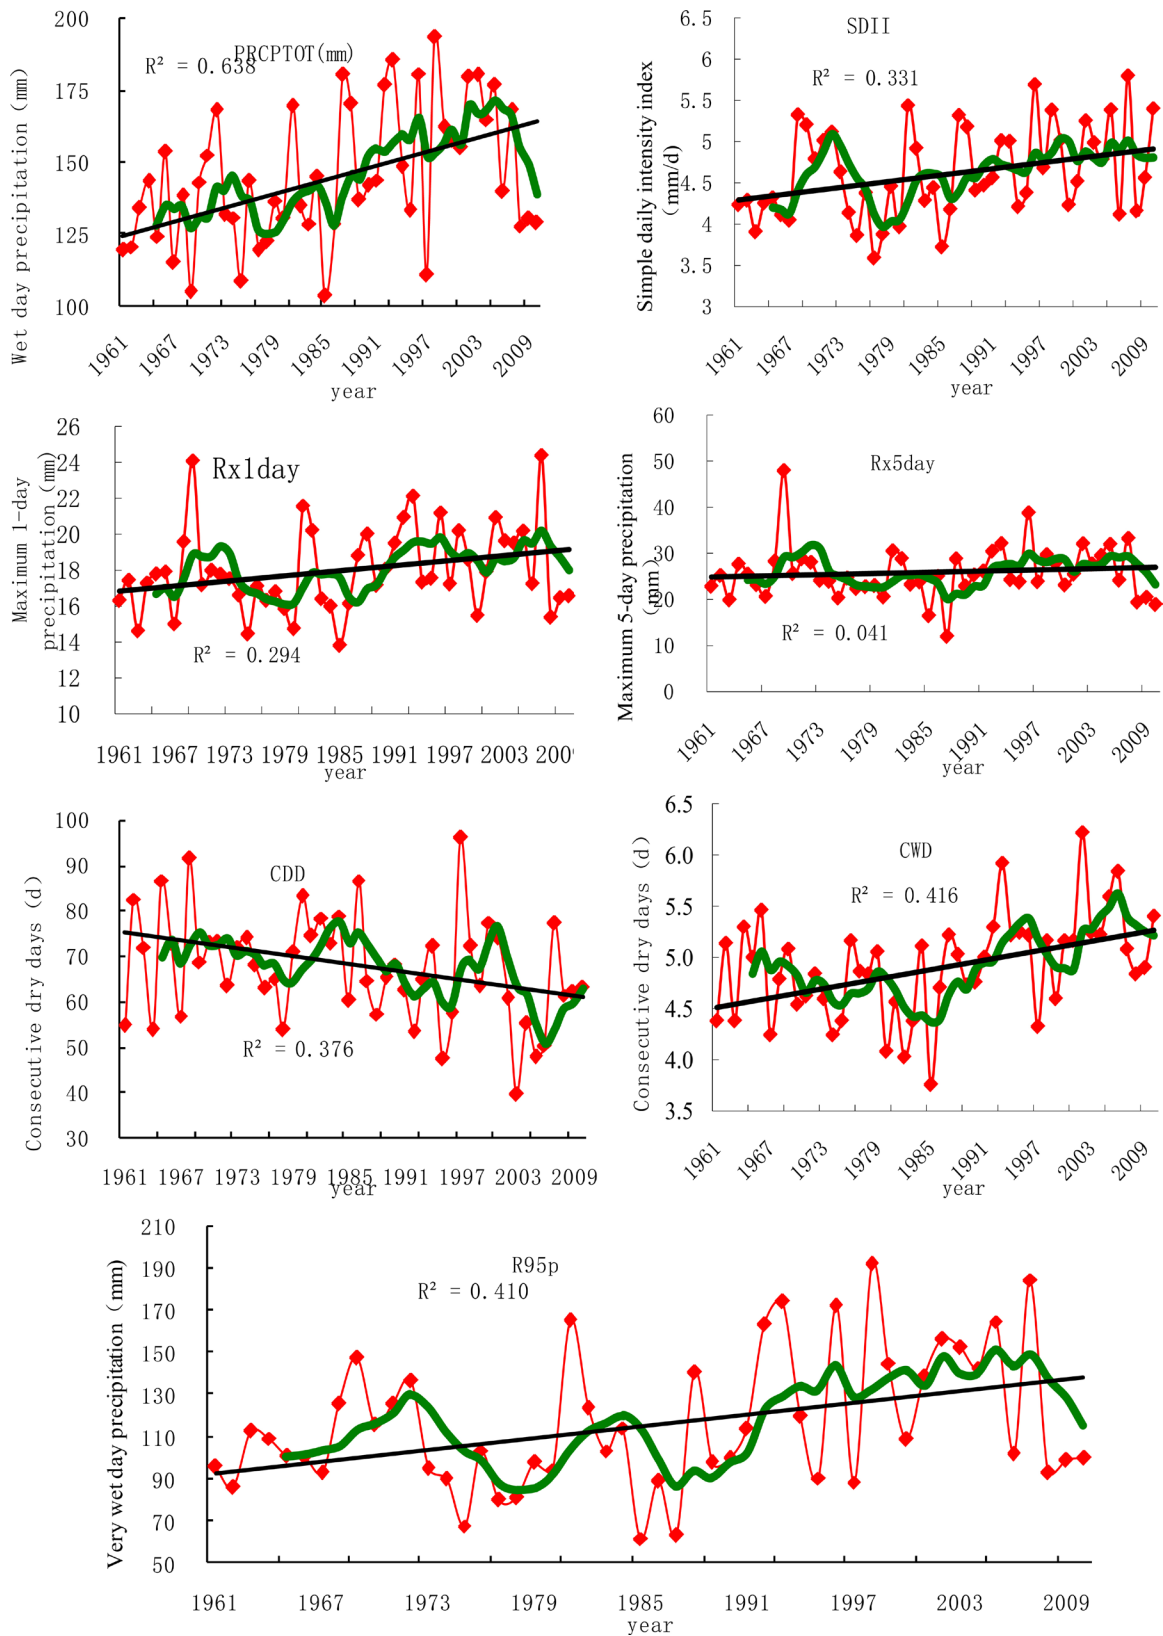 PRCPTOT(mm)
R² = 0.638
Wet day precipitation (mm)
200
175
150
125
100
1961 1967 1973 1979 1985 1991 1997 2003 2009
year
SDII
R² = 0.331
Simple daily intensity index
(mm/d)
6.5
6
5.5
5
4.5
4
3.5
3
1961 1967 1973 1979 1985 1991 1997 2003 2009
year
Rx1day
R² = 0.294
Maximum 1-day
precipitation (mm)
26
24
22
20
18
16
14
12
10
1961 1967 1973 1979 1985 1991 1997 2003
year
Rx5day
R² = 0.041
Maximum 5-day precipitation
(mm)
60
50
40
30
20
10
0
1961 1967 1973 1979 1985 1991 1997 2003 2009
year
CDD
R² = 0.376
Consecutive dry days (d)
100
90
80
70
60
50
40
30
1961 1967 1973 1979 1985 1991 1997 2003 2009
year
CWD
R² = 0.416
Consecutive dry days (d)
6.5
6.0
5.5
5.0
4.5
4.0
3.5
1961 1967 1973 1979 1985 1991 1997 2003 2009
year
R95p
R² = 0.410
Very wet day precipitation (mm)
210
190
170
150
130
110
90
70
50
1961 1967 1973 1979 1985 1991 1997 2003 2009
year